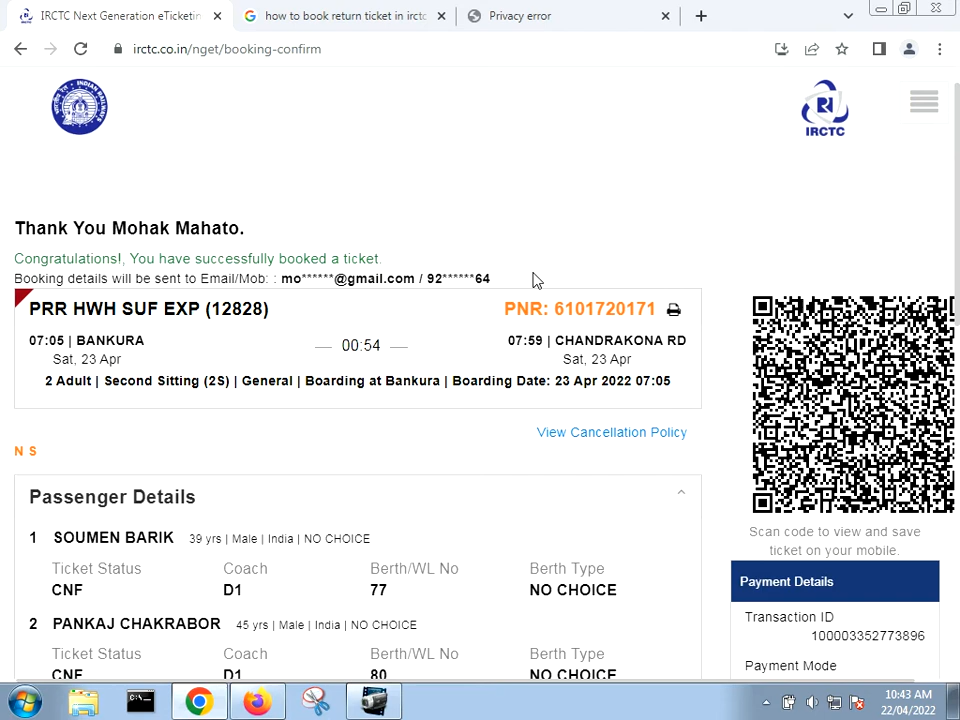 IRCTC Next Generation eTicketin
how to book return ticket in irctc
Privacy error
irctc.co.in/nget/booking-confirm
INDIAN RAILWAYS
IRCTC
Thank You Mohak Mahato.
Congratulations!, You have successfully booked a ticket.
Booking details will be sent to Email/Mob: : mo******@gmail.com / 92******64
PRR HWH SUF EXP (12828)
PNR: 6101720171
07:05 | BANKURA
00:54
07:59 | CHANDRAKONA RD
Sat, 23 Apr
Sat, 23 Apr
2 Adult | Second Sitting (2S) | General | Boarding at Bankura | Boarding Date: 23 Apr 2022 07:05
View Cancellation Policy
N S
Passenger Details
1 SOUMEN BARIK 39 yrs | Male | India | NO CHOICE
Ticket Status Coach Berth/WL No Berth Type
CNF D1 77 NO CHOICE
2 PANKAJ CHAKRABOR 45 yrs | Male | India | NO CHOICE
Ticket Status Coach Berth/WL No Berth Type
CNF D1 80 NO CHOICE
Scan code to view and save
ticket on your mobile.
Payment Details
Transaction ID
100003352773896
Payment Mode
10:43 AM
22/04/2022